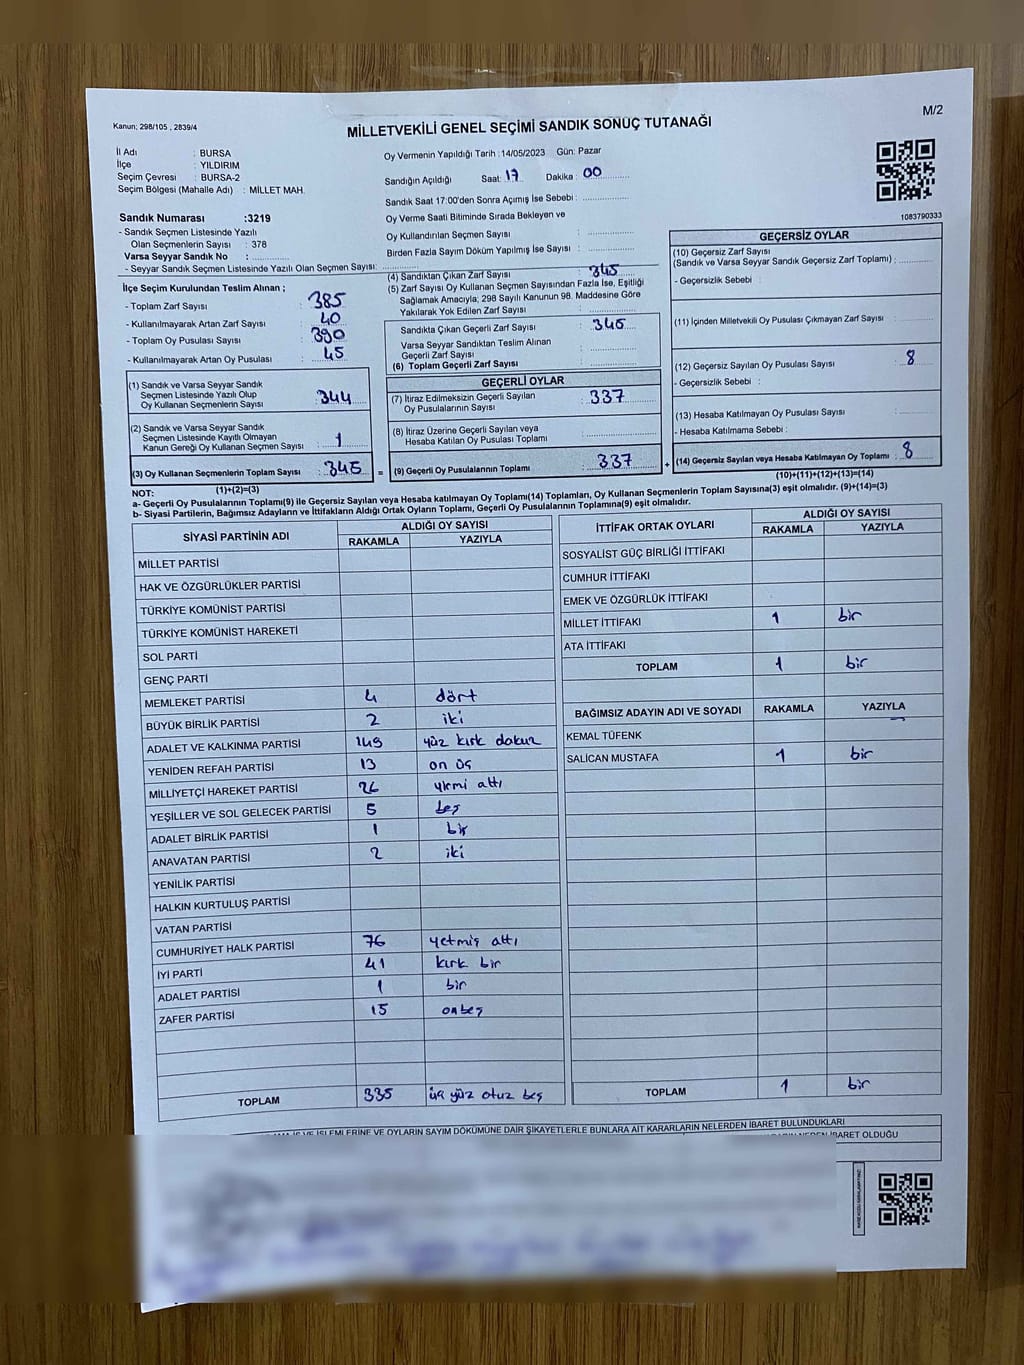 Kanun; 298/105 , 2839/4
M/2
MİLLETVEKİLİ GENEL SEÇİMİ SANDIK SONUÇ TUTANAĞI
İl Adı : BURSA
İlçe : YILDIRIM
Seçim Çevresi : BURSA-2
Seçim Bölgesi (Mahalle Adı) : MİLLET MAH.
Oy Vermenin Yapıldığı Tarih : 14/05/2023 Gün: Pazar
Sandığın Açıldığı Saat: 17 Dakika : 00
Sandık Saat 17:00'den Sonra Açımış İse Sebebi :
Oy Verme Saati Bitiminde Sırada Bekleyen ve
Oy Kullandırılan Seçmen Sayısı :
Birden Fazla Sayım Döküm Yapılmış İse Sayısı :
1083790333
Sandık Numarası :3219
- Sandık Seçmen Listesinde Yazılı
Olan Seçmenlerin Sayısı : 378
Varsa Seyyar Sandık No :
- Seyyar Sandık Seçmen Listesinde Yazılı Olan Seçmen Sayısı:
İlçe Seçim Kurulundan Teslim Alınan ;
- Toplam Zarf Sayısı : 385
- Kullanılmayarak Artan Zarf Sayısı : 40
- Toplam Oy Pusulası Sayısı : 390
- Kullanılmayarak Artan Oy Pusulası : 45
(1) Sandık ve Varsa Seyyar Sandık
Seçmen Listesinde Yazılı Olup
Oy Kullanan Seçmenlerin Sayısı : 344
(2) Sandık ve Varsa Seyyar Sandık
Seçmen Listesinde Kayıtlı Olmayan
Kanun Gereği Oy Kullanan Seçmen Sayısı : 1
(3) Oy Kullanan Seçmenlerin Toplam Sayısı : 345 =
(1)+(2)=(3)
(4) Sandıktan Çıkan Zarf Sayısı : 345
(5) Zarf Sayısı Oy Kullanan Seçmen Sayısından Fazla İse, Eşitliği
Sağlamak Amacıyla; 298 Sayılı Kanunun 98. Maddesine Göre
Yakılarak Yok Edilen Zarf Sayısı :
Sandıkta Çıkan Geçerli Zarf Sayısı : 345
Varsa Seyyar Sandıktan Teslim Alınan
Geçerli Zarf Sayısı :
(6) Toplam Geçerli Zarf Sayısı :
GEÇERLİ OYLAR
(7) İtiraz Edilmeksizin Geçerli Sayılan
Oy Pusulalarının Sayısı : 337
(8) İtiraz Üzerine Geçerli Sayılan veya
Hesaba Katılan Oy Pusulası Toplamı :
(9) Geçerli Oy Pusulalarının Toplamı : 337 +
GEÇERSİZ OYLAR
(10) Geçersiz Zarf Sayısı
(Sandık ve Varsa Seyyar Sandık Geçersiz Zarf Toplamı) :
- Geçersizlik Sebebi :
(11) İçinden Milletvekili Oy Pusulası Çıkmayan Zarf Sayısı :
(12) Geçersiz Sayılan Oy Pusulası Sayısı : 8
- Geçersizlik Sebebi :
(13) Hesaba Katılmayan Oy Pusulası Sayısı :
- Hesaba Katılmama Sebebi :
(14) Geçersiz Sayılan veya Hesaba Katılmayan Oy Toplamı : 8
(10)+(11)+(12)+(13)=(14)
NOT:
a- Geçerli Oy Pusulalarının Toplamı(9) ile Geçersiz Sayılan veya Hesaba katılmayan Oy Toplamı(14) Toplamları, Oy Kullanan Seçmenlerin Toplam Sayısına(3) eşit olmalıdır. (9)+(14)=(3)
b- Siyasi Partilerin, Bağımsız Adayların ve İttifakların Aldığı Ortak Oyların Toplamı, Geçerli Oy Pusulalarının Toplamına(9) eşit olmalıdır.
SİYASİ PARTİNİN ADI ALDIĞI OY SAYISI
RAKAMLA YAZIYLA
MİLLET PARTİSİ
HAK VE ÖZGÜRLÜKLER PARTİSİ
TÜRKİYE KOMÜNİST PARTİSİ
TÜRKİYE KOMÜNİST HAREKETİ
SOL PARTİ
GENÇ PARTİ
MEMLEKET PARTİSİ 4 dört
BÜYÜK BİRLİK PARTİSİ 2 iki
ADALET VE KALKINMA PARTİSİ 149 yüz kırk dokuz
YENİDEN REFAH PARTİSİ 13 on üç
MİLLİYETÇİ HAREKET PARTİSİ 26 yirmi altı
YEŞİLLER VE SOL GELECEK PARTİSİ 5 beş
ADALET BİRLİK PARTİSİ 1 bir
ANAVATAN PARTİSİ 2 iki
YENİLİK PARTİSİ
HALKIN KURTULUŞ PARTİSİ
VATAN PARTİSİ
CUMHURİYET HALK PARTİSİ 76 yetmiş altı
İYİ PARTİ 41 kırk bir
ADALET PARTİSİ 1 bir
ZAFER PARTİSİ 15 onbeş
TOPLAM 335 üç yüz otuz beş
İTTİFAK ORTAK OYLARI ALDIĞI OY SAYISI
RAKAMLA YAZIYLA
SOSYALİST GÜÇ BİRLİĞİ İTTİFAKI
CUMHUR İTTİFAKI
EMEK VE ÖZGÜRLÜK İTTİFAKI
MİLLET İTTİFAKI 1 bir
ATA İTTİFAKI
TOPLAM 1 bir
BAĞIMSIZ ADAYIN ADI VE SOYADI RAKAMLA YAZIYLA
KEMAL TÜFENK
SALİCAN MUSTAFA 1 bir
TOPLAM 1 bir
İŞLEMLERİNE VE OYLARIN SAYIM DÖKÜMÜNE DAİR ŞİKAYETLERLE BUNLARA AİT KARARLARIN NELERDEN İBARET BULUNDUKLARI
İBARET OLDUĞU